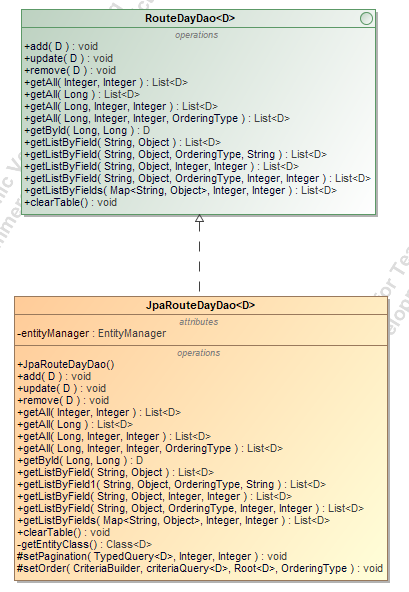 RouteDayDao<D>
operations
+add( D ) : void
+update( D ) : void
+remove( D ) : void
+getAll( Integer, Integer ) : List<D>
+getAll( Long ) : List<D>
+getAll( Long, Integer, Integer ) : List<D>
+getAll( Long, Integer, Integer, OrderingType ) : List<D>
+getById( Long, Long ) : D
+getListByField( String, Object ) : List<D>
+getListByField( String, Object, OrderingType, String ) : List<D>
+getListByField( String, Object, Integer, Integer ) : List<D>
+getListByField( String, Object, OrderingType, Integer, Integer ) : List<D>
+getListByFields( Map<String, Object>, Integer, Integer ) : List<D>
+clearTable() : void
JpaRouteDayDao<D>
attributes
-entityManager : EntityManager
operations
+JpaRouteDayDao()
+add( D ) : void
+update( D ) : void
+remove( D ) : void
+getAll( Integer, Integer ) : List<D>
+getAll( Long ) : List<D>
+getAll( Long, Integer, Integer ) : List<D>
+getAll( Long, Integer, Integer, OrderingType ) : List<D>
+getById( Long, Long ) : D
+getListByField( String, Object ) : List<D>
+getListByField1( String, Object, OrderingType, String ) : List<D>
+getListByField( String, Object, Integer, Integer ) : List<D>
+getListByField( String, Object, OrderingType, Integer, Integer ) : List<D>
+getListByFields( Map<String, Object>, Integer, Integer ) : List<D>
+clearTable() : void
-getEntityClass() : Class<D>
#setPagination( TypedQuery<D>, Integer, Integer ) : void
#setOrder( CriteriaBuilder, criteriaQuery<D>, Root<D>, OrderingType ) : void
for Tea